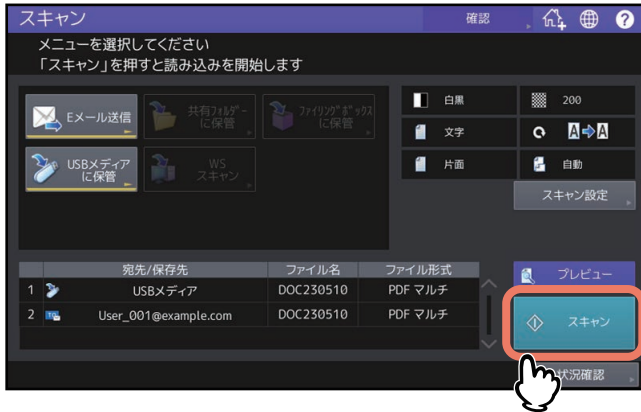 スキャン
確認
?
メニューを選択してください
「スキャン」を押すと読み込みを開始します
Eメール送信
共有フォルダー
に保管
ファイリングボックス
に保管
USBメディア
に保管
WS
スキャン
白黒
200
文字
A A
片面
自動
スキャン設定
宛先/保存先 ファイル名 ファイル形式
1 USBメディア DOC230510 PDF マルチ
2 User_001@example.com DOC230510 PDF マルチ
プレビュー
スキャン
状況確認